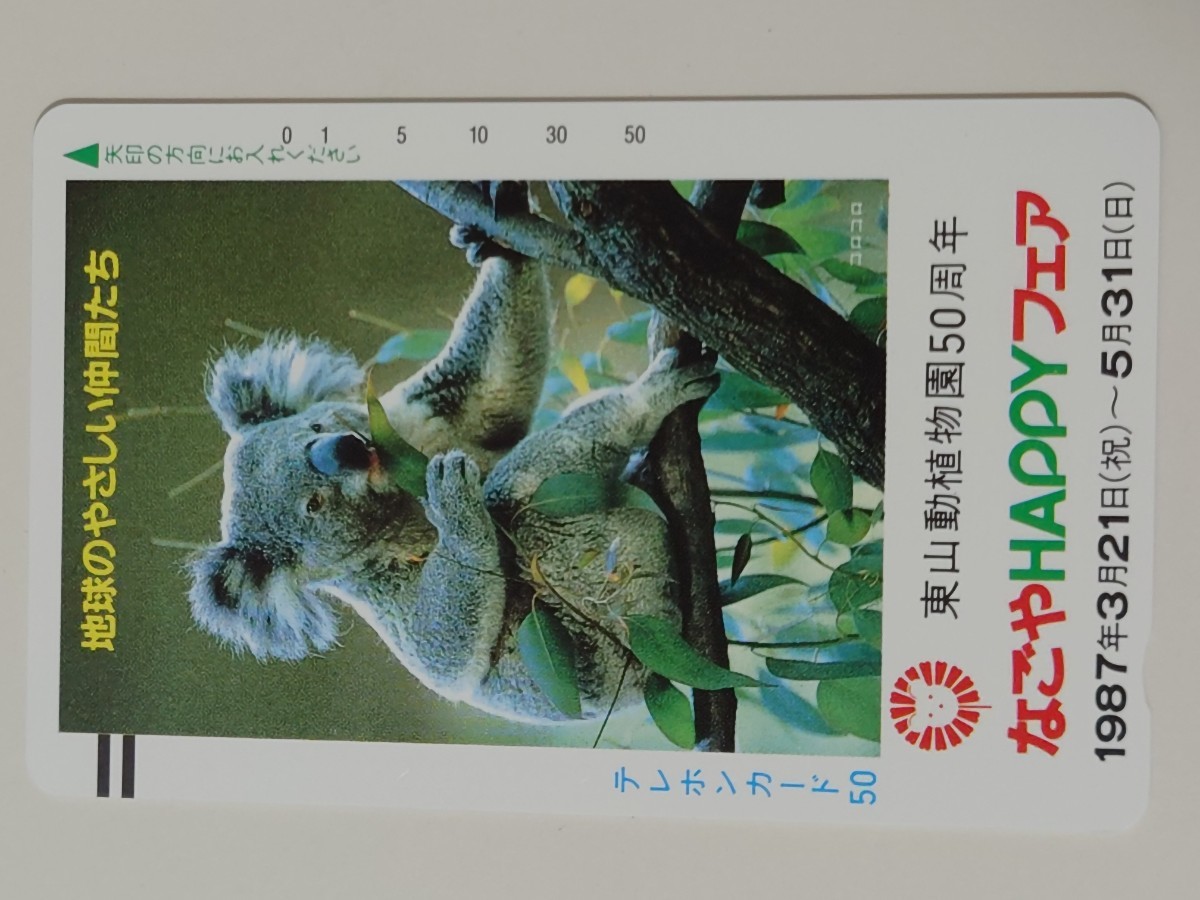 地球のやさしい仲間たち
コロコロ
東山動植物園50周年
なごやHAPPYフェア
1987年3月21日(祝)～5月31日(日)
矢印の方向にお入れください
0 1 5 10 30 50
テレホンカード50